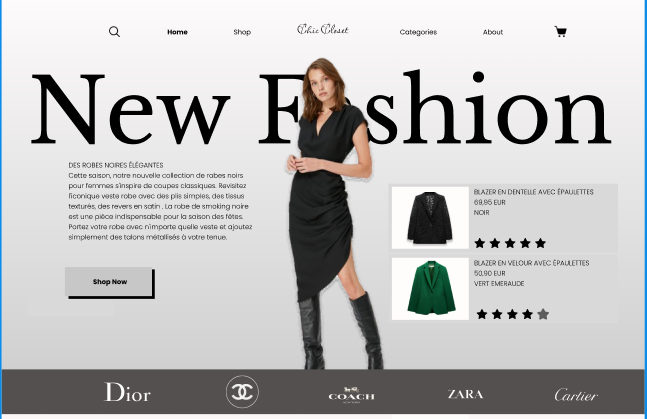 Home
Shop
Chic Closet
Categories
About
New F shion
DES ROBES NOIRES ÉLÉGANTES
Cette saison, notre nouvelle collection de robes noirs
pour femmes s'inspire de coupes classiques. Revisitez
l'iconique veste robe avec des plis simples, des tissus
texturés, des revers en satin . La robe de smoking noire
est une pièce indispensable pour la saison des fêtes.
Portez votre robe avec n'importe quelle veste et ajoutez
simplement des talons métallisés à votre tenue.
Shop Now
BLAZER EN DENTELLE AVEC ÉPAULETTES
69,95 EUR
NOIR
BLAZER EN VELOUR AVEC ÉPAULETTES
50,90 EUR
VERT EMERAUDE
Dior
COACH
ZARA
Cartier